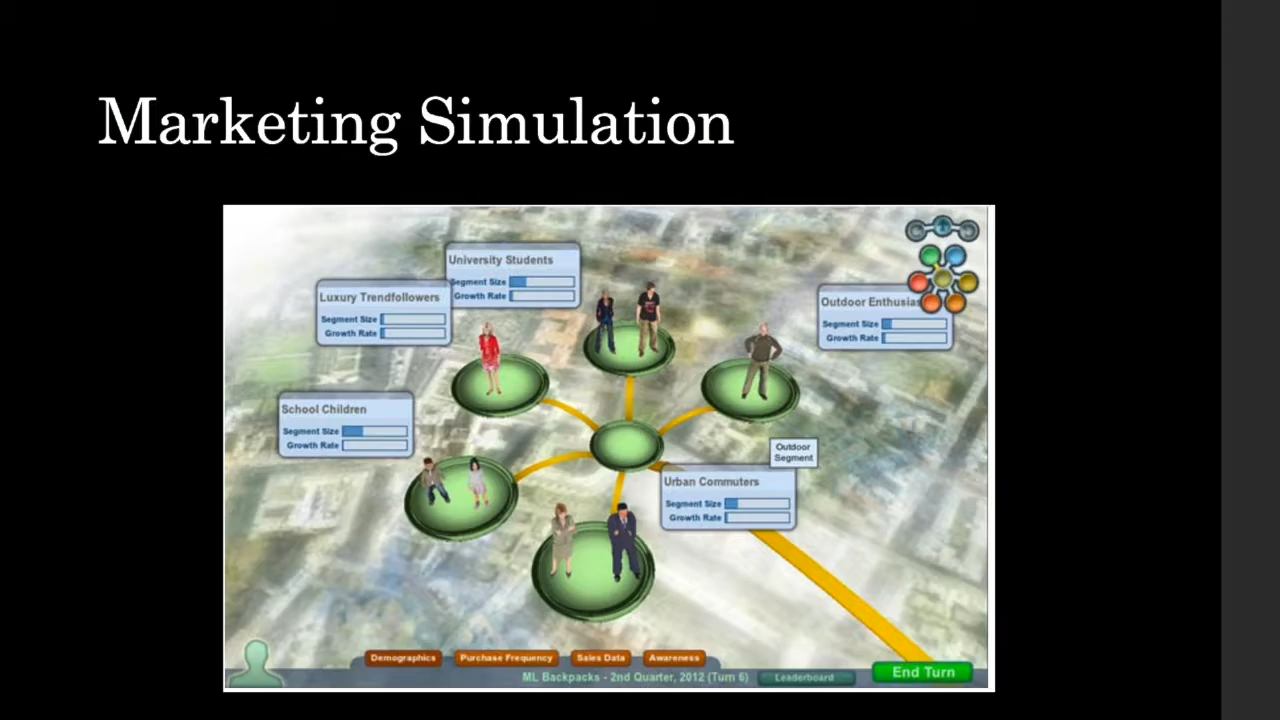 Marketing Simulation
University Students
Segment Size
Growth Rate
Luxury Trendfollowers
Segment Size
Growth Rate
Outdoor Enthusias
Segment Size
Growth Rate
School Children
Segment Size
Growth Rate
Outdoor
Segment
Urban Commuters
Segment Size
Growth Rate
Demographics
Purchase Frequency
Sales Data
Awareness
ML Backpacks - 2nd Quarter, 2012 (Turn 6)
Leaderboard
End Turn